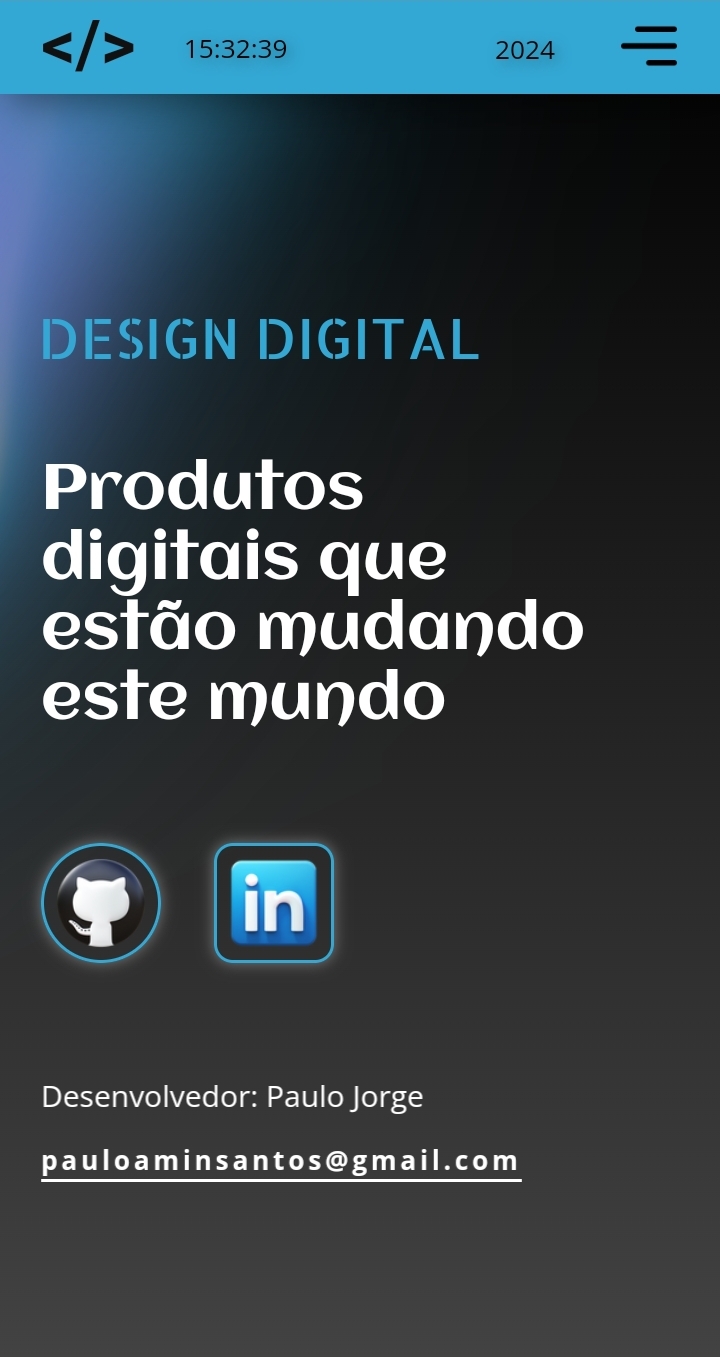 </> 15:32:39 2024
DESIGN DIGITAL
Produtos
digitais que
estão mudando
este mundo
in
Desenvolvedor: Paulo Jorge
pauloaminsantos@gmail.com